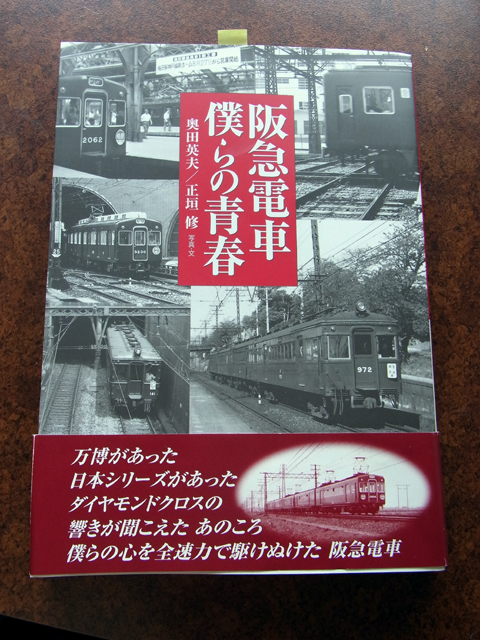 阪急電車
僕らの青春
奥田英夫／正垣 修 写真・文
2062
972
万博があった
日本シリーズがあった
ダイヤモンドクロスの
響きが聞こえた あのころ
僕らの心を全速力で駆けぬけた 阪急電車